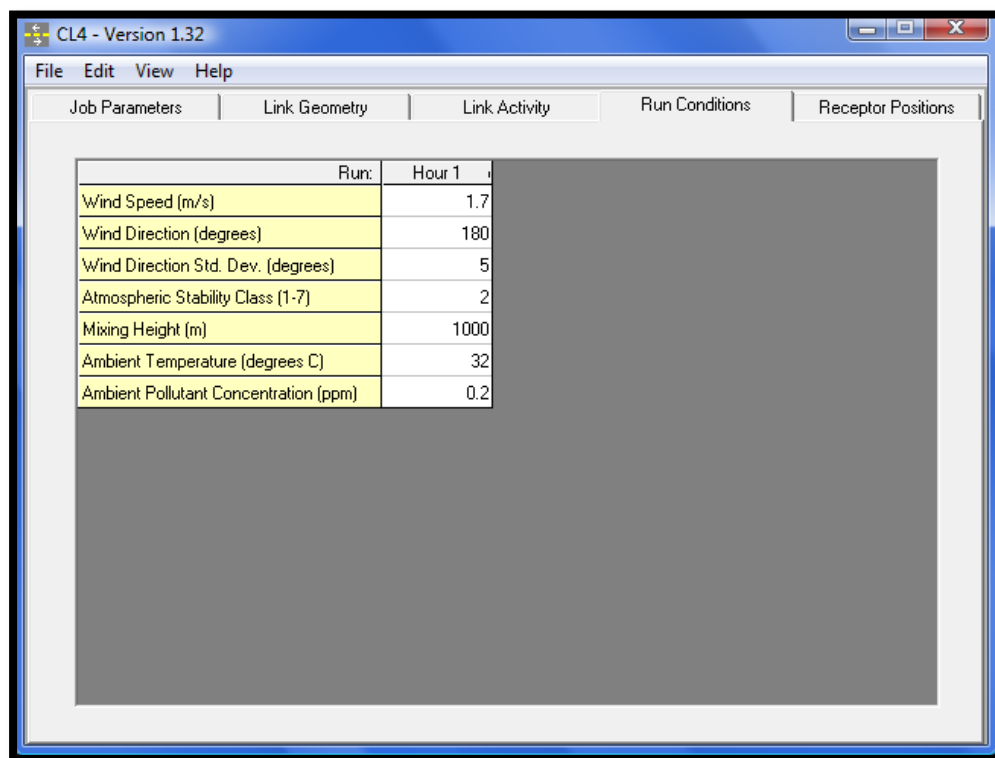 CL4 - Version 1.32
File Edit View Help
Job Parameters Link Geometry Link Activity Run Conditions Receptor Positions
Run: Hour 1
Wind Speed (m/s) 1.7
Wind Direction (degrees) 180
Wind Direction Std. Dev. (degrees) 5
Atmospheric Stability Class (1-7) 2
Mixing Height (m) 1000
Ambient Temperature (degrees C) 32
Ambient Pollutant Concentration (ppm) 0.2